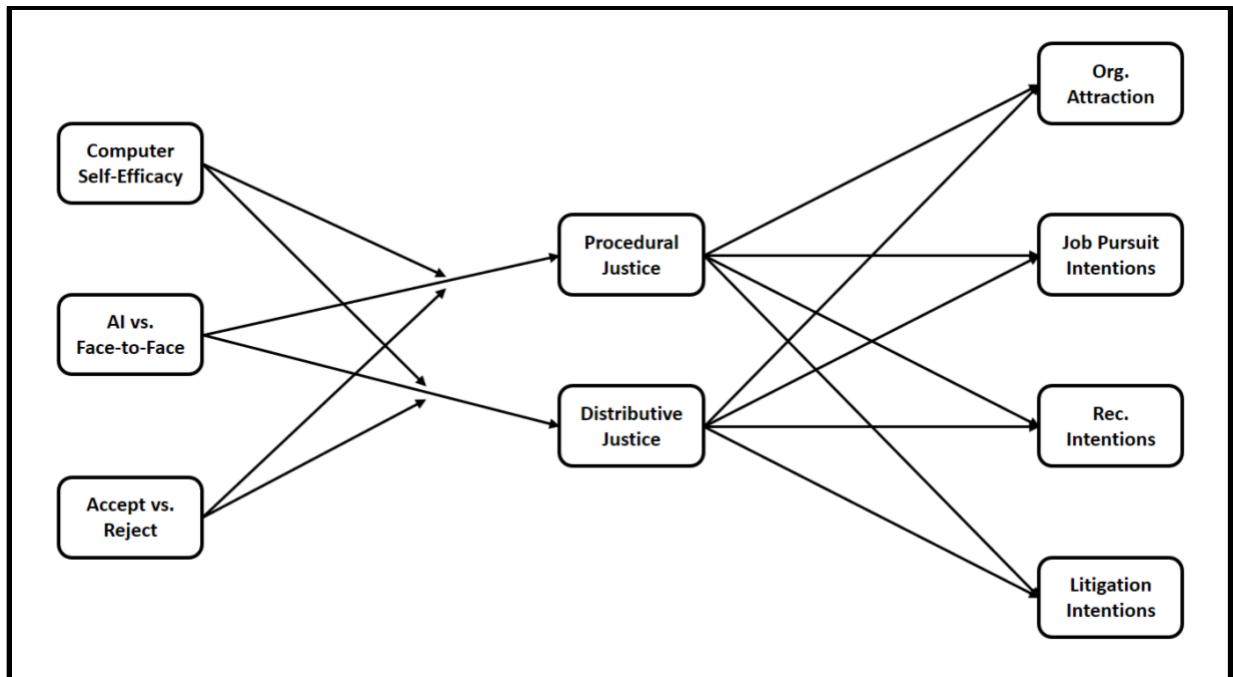 Computer
Self-Efficacy
AI vs.
Face-to-Face
Accept vs.
Reject
Procedural
Justice
Distributive
Justice
Org.
Attraction
Job Pursuit
Intentions
Rec.
Intentions
Litigation
Intentions